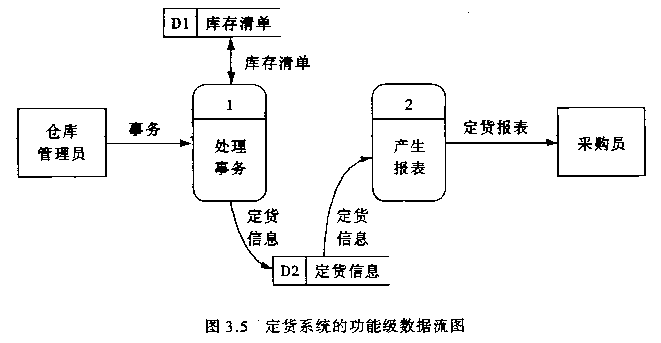 D1 库存清单
库存清单
1
2
仓库
管理员
事务
处理
事务
产生
报表
定货报表
采购员
定货
信息
定货
信息
D2 定货信息
图 3.5 定货系统的功能级数据流图